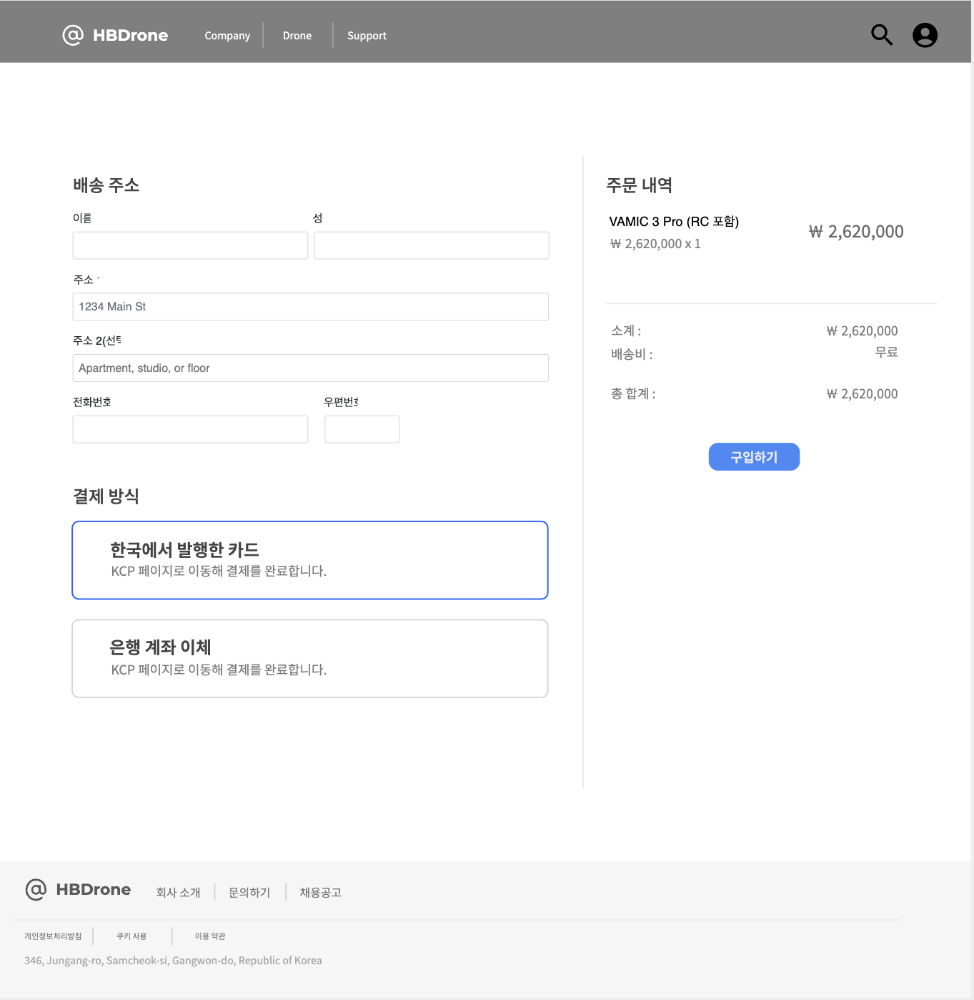 @ HBDrone
Company
Drone
Support
배송 주소
이름
성
주소
1234 Main St
주소 2(선택
Apartment, studio, or floor
전화번호
우편번호
결제 방식
한국에서 발행한 카드
KCP 페이지로 이동해 결제를 완료합니다.
은행 계좌 이체
KCP 페이지로 이동해 결제를 완료합니다.
주문 내역
VAMIC 3 Pro (RC 포함)
₩ 2,620,000 x 1
₩ 2,620,000
소계 : ₩ 2,620,000
배송비 : 무료
총 합계 : ₩ 2,620,000
구입하기
@ HBDrone
회사 소개
문의하기
채용공고
개인정보처리방침
쿠키 사용
이용 약관
346, Jungang-ro, Samcheok-si, Gangwon-do, Republic of Korea